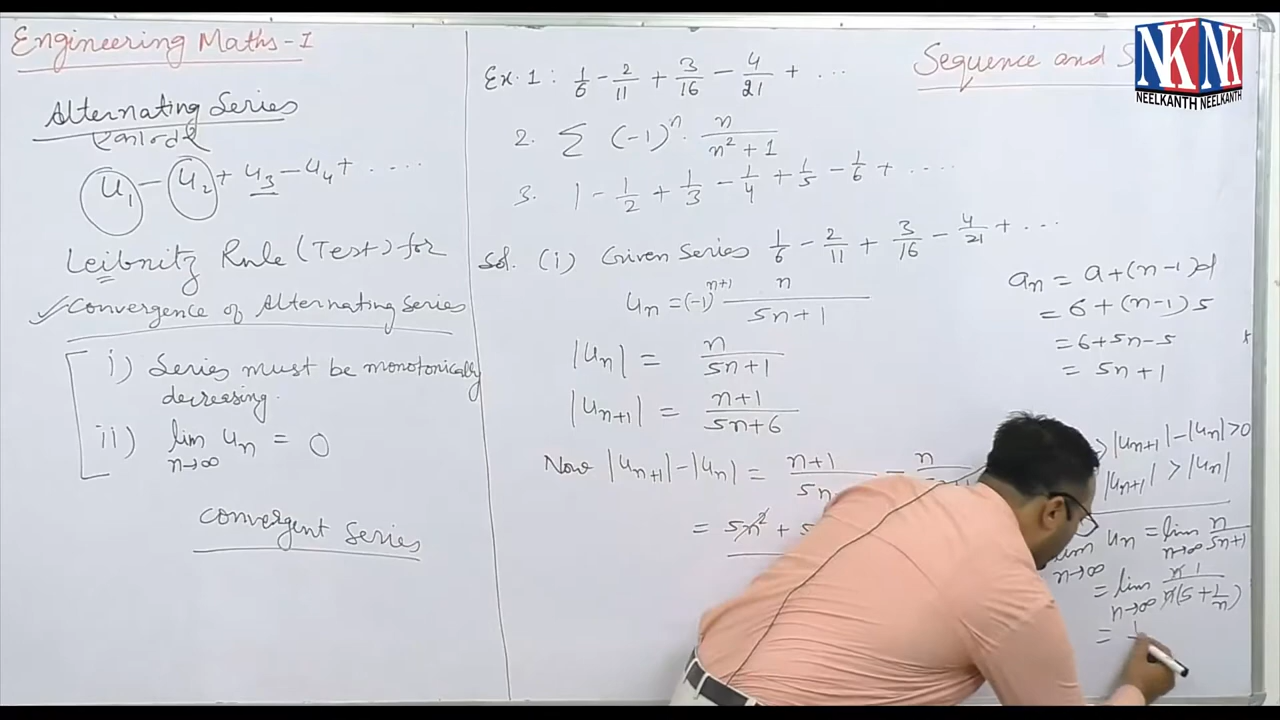 Engineering Maths-1
Alternating Series
u₁ - u₂ + u₃ - u₄ + ....
Leibnitz Rule (Test) for
✓Convergence of Alternating Series
i) Series must be monotonically
decreasing.
ii) lim n→∞ uₙ = 0
convergent Series
Sequence and S
NKNK
NEELKANTH NEELKANTH
Ex. 1 : 1/6 - 2/11 + 3/16 - 4/21 + ...
2. ∑ (-1)ⁿ · n/(n² + 1)
3. 1 - 1/2 + 1/3 - 1/4 + 1/5 - 1/6 + ....
Sol. (i) Given Series 1/6 - 2/11 + 3/16 - 4/21 + ...
uₙ = (-1)ⁿ⁺¹ n/(5n + 1)
|uₙ| = n/(5n + 1)
|uₙ₊₁| = (n+1)/(5n+6)
Now |uₙ₊₁| - |uₙ| = (n+1)/5n - n
= 5n² + 5
aₙ = a + (n-1)d
= 6 + (n-1) 5
= 6 + 5n - 5
= 5n + 1
> |uₙ₊₁| - |uₙ| > 0
|uₙ₊₁| > |uₙ|
lim n→∞ uₙ = lim n→∞ n/(5n+1)
= lim n→∞ n 1/n(5 + 1/n)
= 1